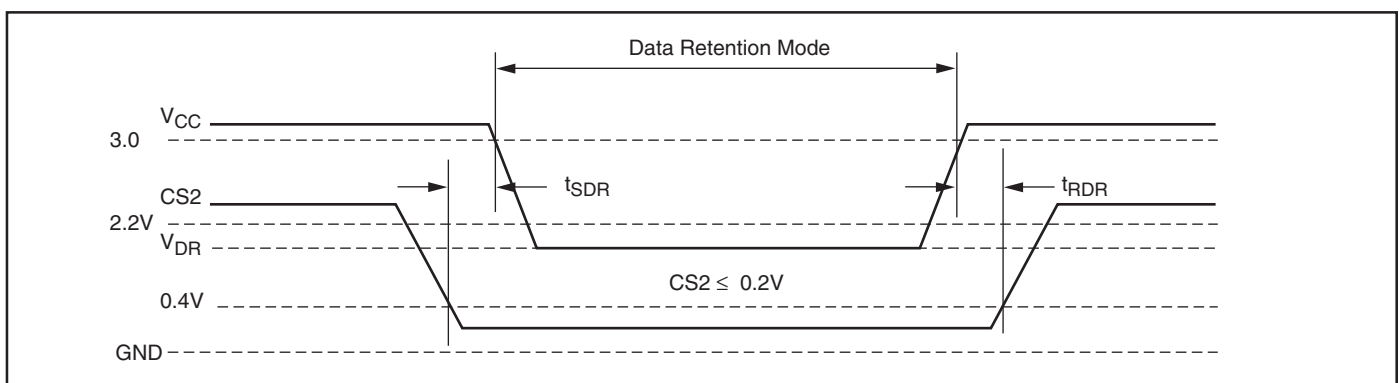 Data Retention Mode
VCC
3.0
tSDR
tRDR
CS2
2.2V
VDR
CS2 ≤ 0.2V
0.4V
GND